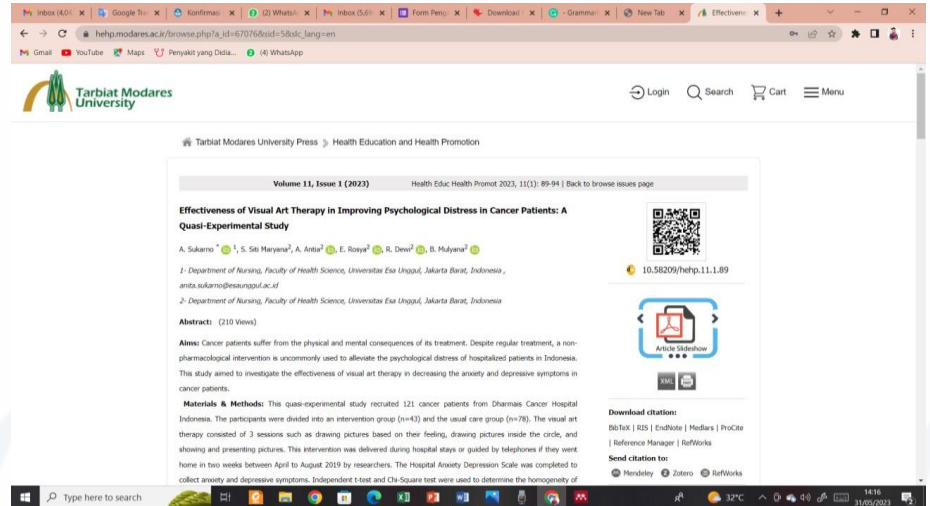 Inbox (4,0
Google Tra
Konfirmasi
(2) WhatsA
Inbox (5,69
Form Peng
Download
- Grammar
New Tab
Effectivene
hehp.modares.ac.ir/browse.php?a_id=67076&sid=5&slc_lang=en
Gmail YouTube Maps Penyakit yang Didia... (4) WhatsApp
Tarbiat Modares
University
Login Search Cart Menu
Tarbiat Modares University Press Health Education and Health Promotion
Volume 11, Issue 1 (2023) Health Educ Health Promot 2023, 11(1): 89-94 | Back to browse issues page
Effectiveness of Visual Art Therapy in Improving Psychological Distress in Cancer Patients: A
Quasi-Experimental Study
A. Sukarno * 1, S. Siti Maryana2, A. Antia2, E. Rosya2, R. Dewi2, B. Mulyana2
1- Department of Nursing, Faculty of Health Science, Universitas Esa Unggul, Jakarta Barat, Indonesia ,
anita.sukarno@esaunggul.ac.id
2- Department of Nursing, Faculty of Health Science, Universitas Esa Unggul, Jakarta Barat, Indonesia
Abstract: (210 Views)
Aims: Cancer patients suffer from the physical and mental consequences of its treatment. Despite regular treatment, a non-
pharmacological intervention is uncommonly used to alleviate the psychological distress of hospitalized patients in Indonesia.
This study aimed to investigate the effectiveness of visual art therapy in decreasing the anxiety and depressive symptoms in
cancer patients.
Materials & Methods: This quasi-experimental study recruited 121 cancer patients from Dharmais Cancer Hospital
Indonesia. The participants were divided into an intervention group (n=43) and the usual care group (n=78). The visual art
therapy consisted of 3 sessions such as drawing pictures based on their feeling, drawing pictures inside the circle, and
showing and presenting pictures. This intervention was delivered during hospital stays or guided by telephones if they went
home in two weeks between April to August 2019 by researchers. The Hospital Anxiety Depression Scale was completed to
collect anxiety and depressive symptoms. Independent t-test and Chi-Square test were used to determine the homogeneity of
10.58209/hehp.11.1.89
Article Slideshow
XML
Download citation:
BibTeX | RIS | EndNote | Medlars | ProCite
| Reference Manager | RefWorks
Send citation to:
Mendeley Zotero RefWorks
Type here to search
32°C
14:16
31/05/2023